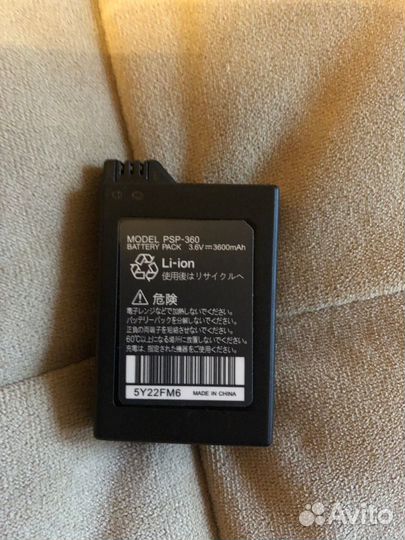 MODEL PSP-360
BATTERY PACK 3.6V⎓3600mAh
Li-ion
使用後はリサイクルへ
⚠危険
電子レンジなどで加熱しないでください。
バッテリーパックを分解しないでください。
正負の両端子を短絡させないでください。
60℃以上になる場所に放置しないでください。
充電は、指定された機器をご使用ください。
5Y22FM6 MADE IN CHINA
Avito